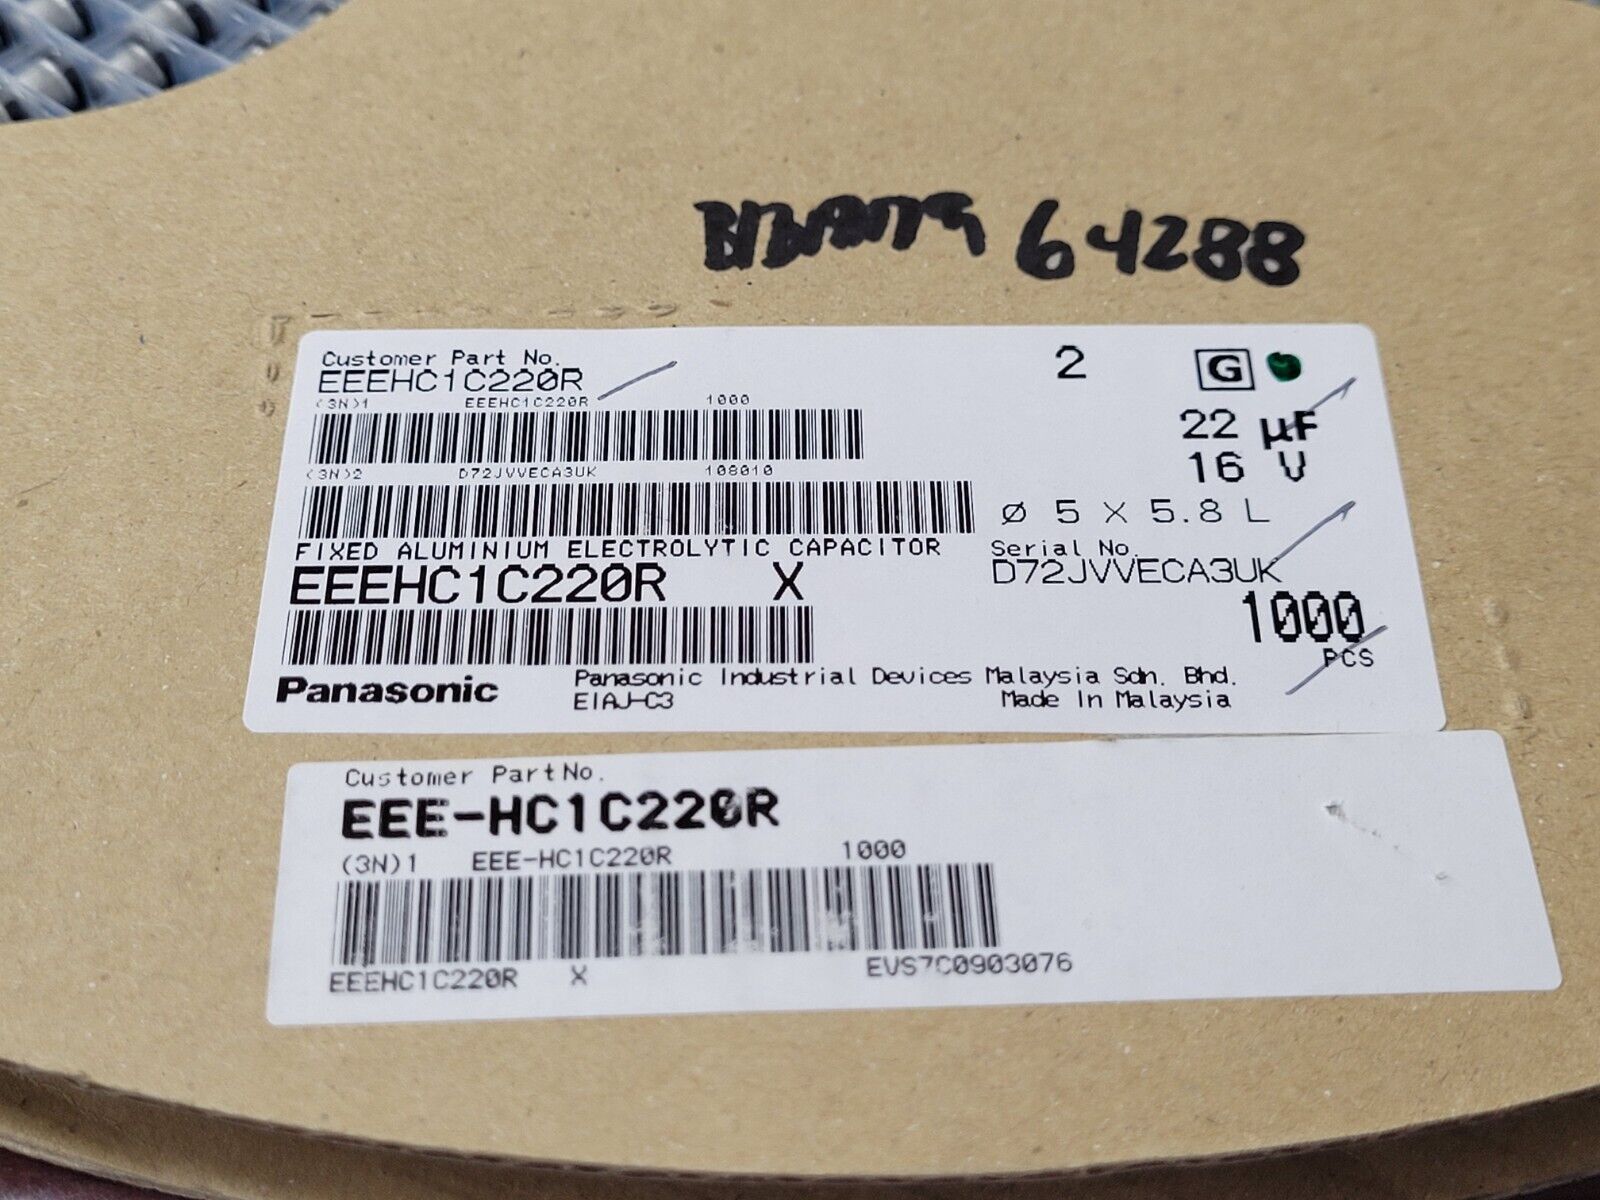 64288
Customer Part No. 2 G
EEEHC1C220R
(3N)1 EEEHC1C220R 1000
22 µF
16 V
(3N)2 D72JVVECA3UK 108010
ø 5 X 5.8 L
FIXED ALUMINIUM ELECTROLYTIC CAPACITOR
Serial No.
D72JVVECA3UK
EEEHC1C220R X
1000
PCS
Panasonic
Panasonic Industrial Devices Malaysia Sdn. Bhd.
EIAJ-C3 Made In Malaysia
Customer Part No.
EEE-HC1C220R
(3N)1 EEE-HC1C220R 1000
EEEHC1C220R X EVS7C0903076